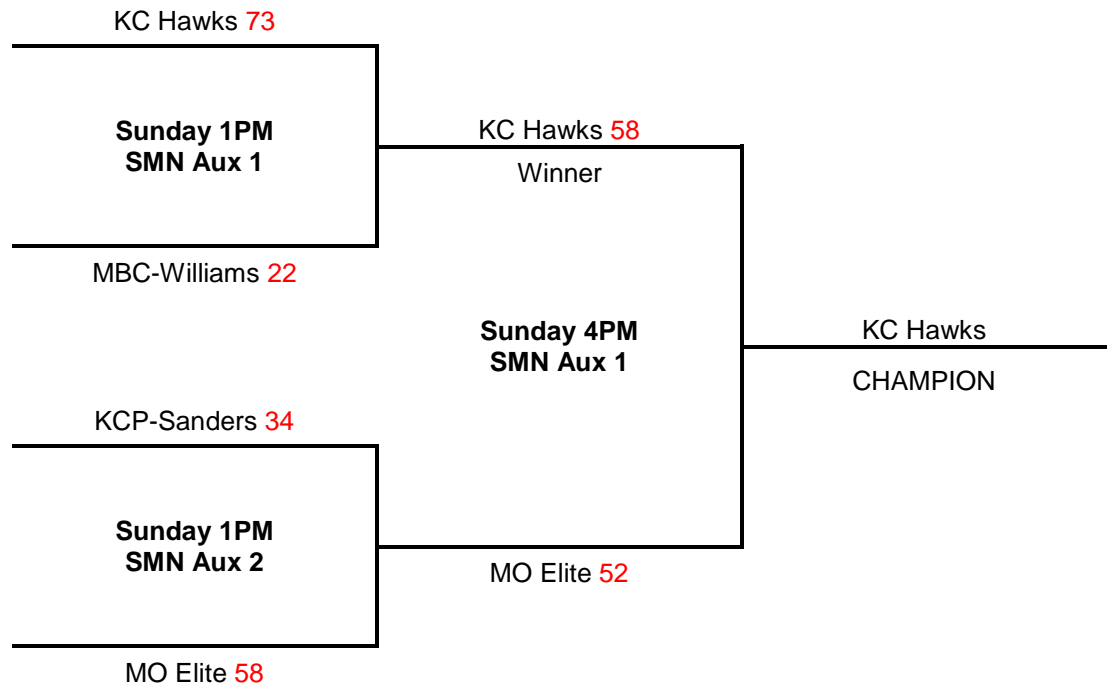 KC Hawks 73
Sunday 1PM
SMN Aux 1
MBC-Williams 22
KC Hawks 58
Winner
Sunday 4PM
SMN Aux 1
KC Hawks
CHAMPION
KCP-Sanders 34
Sunday 1PM
SMN Aux 2
MO Elite 58
MO Elite 52